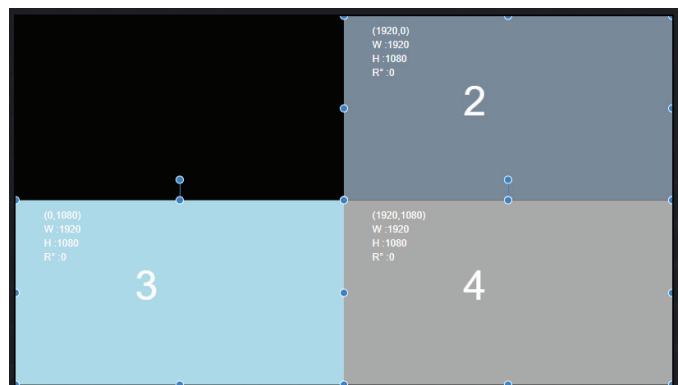 (1920,0)
W :1920
H :1080
R° :0
2
(0,1080)
W :1920
H :1080
R° :0
3
(1920,1080)
W :1920
H :1080
R° :0
4